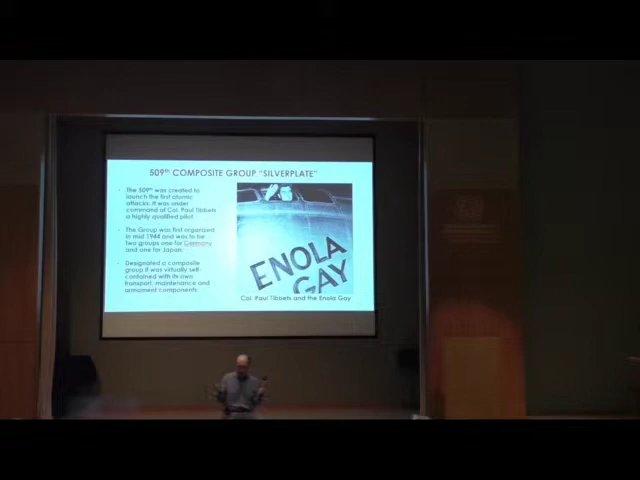 509th COMPOSITE GROUP "SILVERPLATE"
The 509th was created to
launch the first atomic
attacks. It was under
command of Col. Paul Tibbets
a highly qualified pilot.
The Group was first organized
in mid 1944 and was to be
two groups one for Germany
and one for Japan.
Designated a composite
group it was virtually self-
contained with its own
transport, maintenance and
armament components
ENOLA
GAY
Col. Paul Tibbets and the Enola Gay